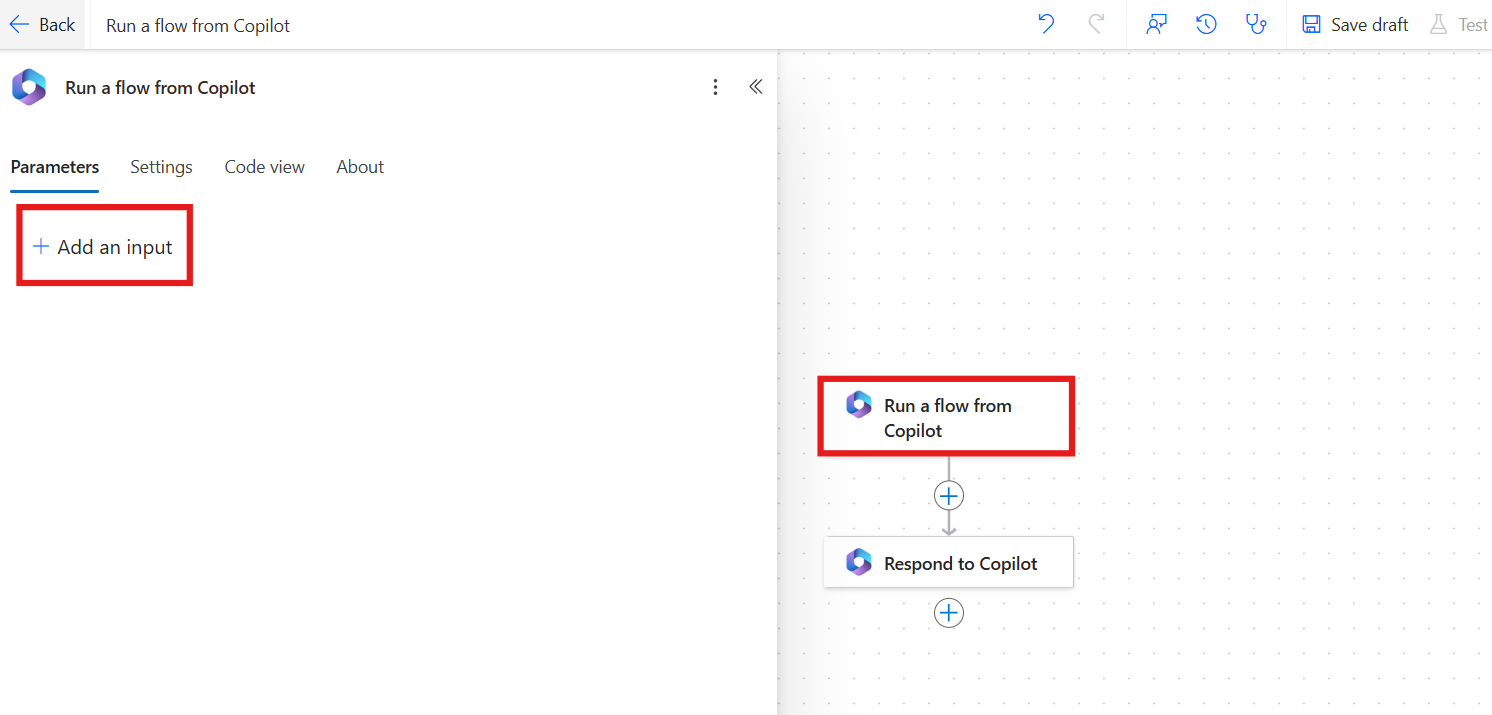 Back
Run a flow from Copilot
Save draft
Test
Run a flow from Copilot
Parameters
Settings
Code view
About
Add an input
Run a flow from
Copilot
Respond to Copilot